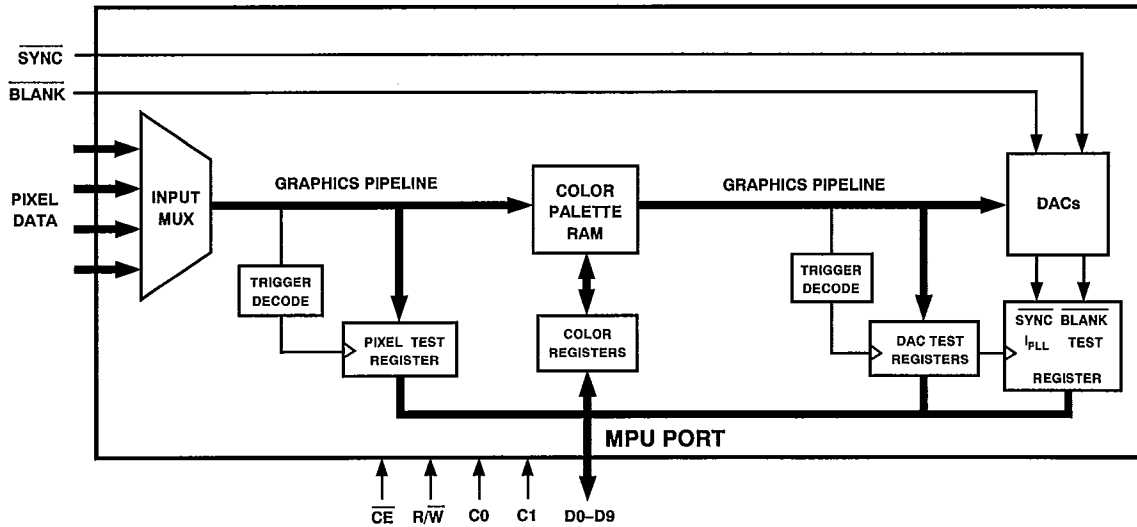 SYNC
BLANK
PIXEL
DATA
INPUT
MUX
GRAPHICS PIPELINE
TRIGGER
DECODE
PIXEL TEST
REGISTER
COLOR
PALETTE
RAM
COLOR
REGISTERS
GRAPHICS PIPELINE
TRIGGER
DECODE
DAC TEST
REGISTERS
DACs
SYNC BLANK
IPLL TEST
REGISTER
MPU PORT
CE R/W C0 C1 D0–D9